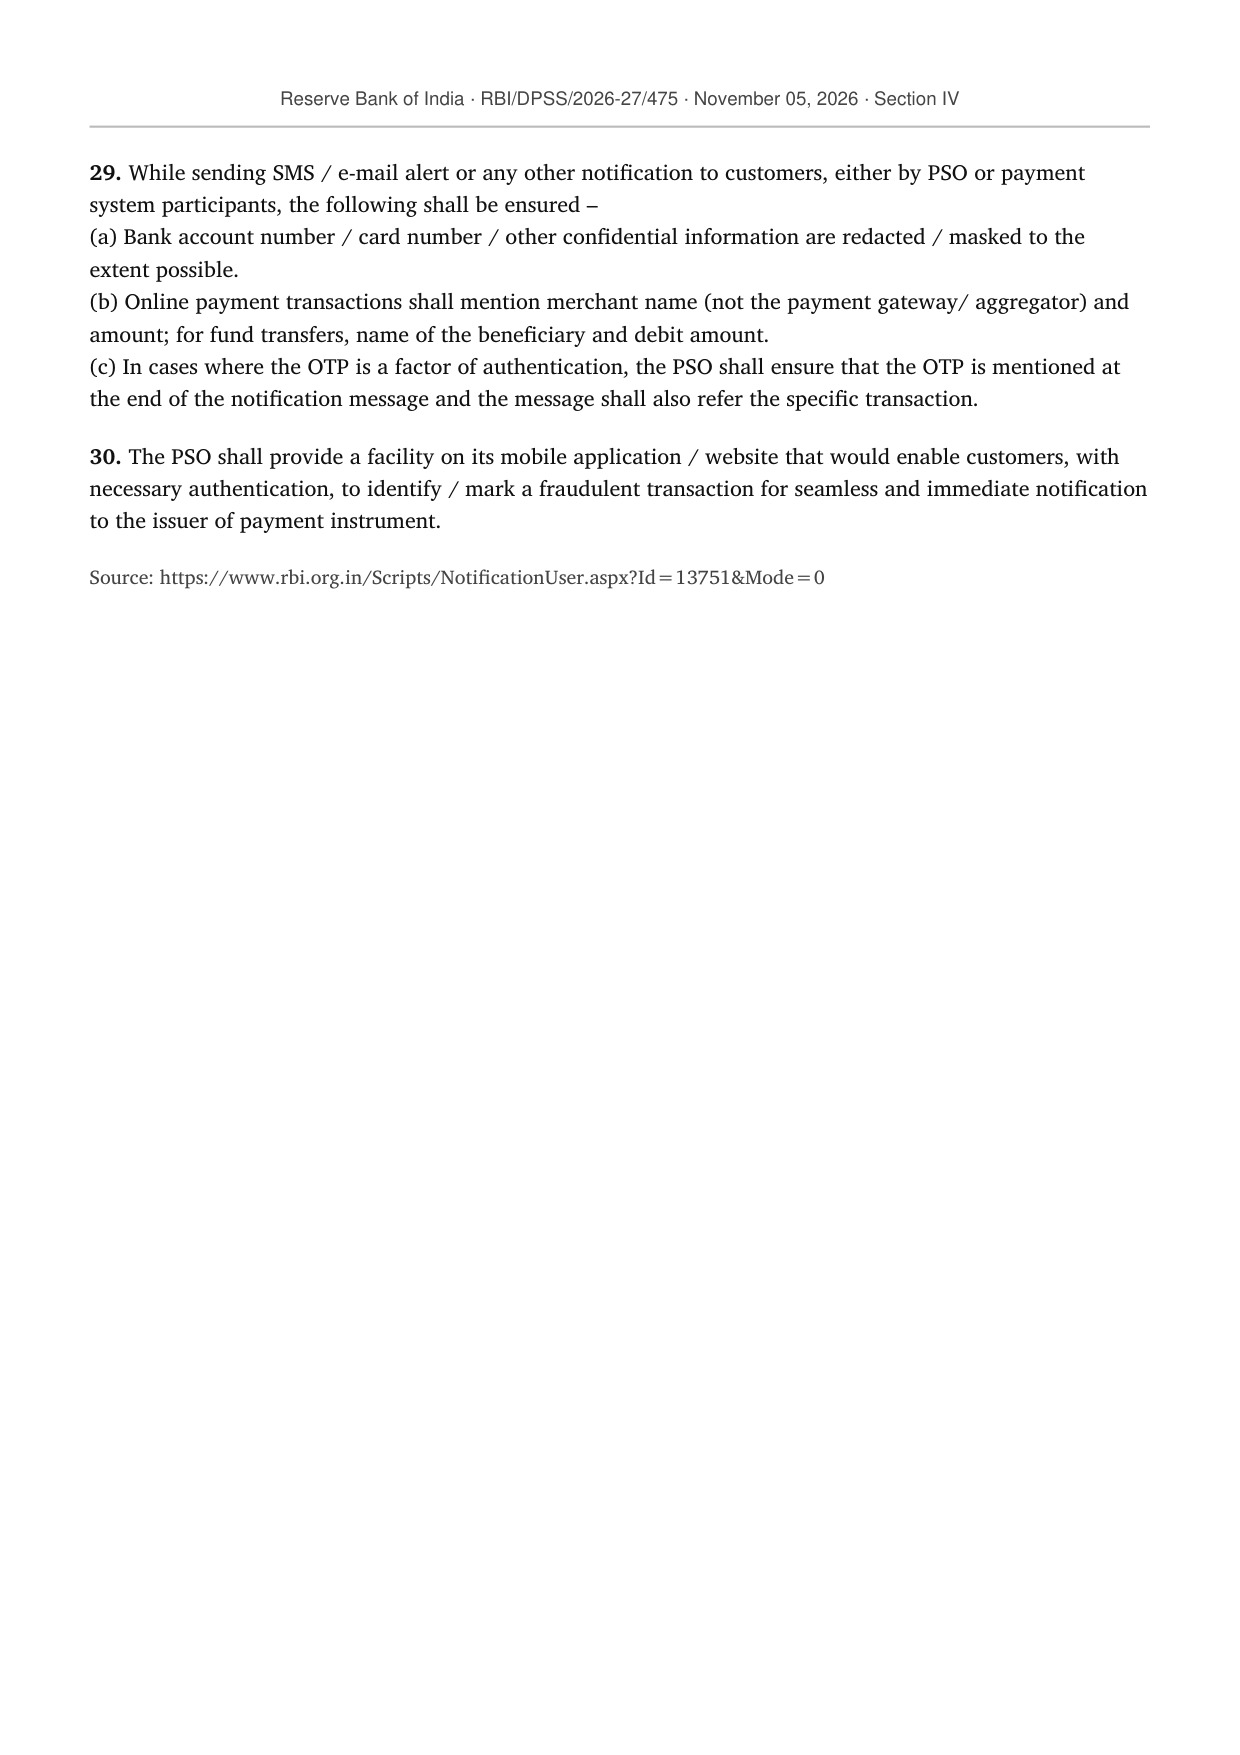 Reserve Bank of India · RBI/DPSS/2026-27/475 · November 05, 2026 · Section IV
29. While sending SMS / e-mail alert or any other notification to customers, either by PSO or payment
system participants, the following shall be ensured –
(a) Bank account number / card number / other confidential information are redacted / masked to the
extent possible.
(b) Online payment transactions shall mention merchant name (not the payment gateway/ aggregator) and
amount; for fund transfers, name of the beneficiary and debit amount.
(c) In cases where the OTP is a factor of authentication, the PSO shall ensure that the OTP is mentioned at
the end of the notification message and the message shall also refer the specific transaction.
30. The PSO shall provide a facility on its mobile application / website that would enable customers, with
necessary authentication, to identify / mark a fraudulent transaction for seamless and immediate notification
to the issuer of payment instrument.
Source: https://www.rbi.org.in/Scripts/NotificationUser.aspx?Id=13751&Mode=0